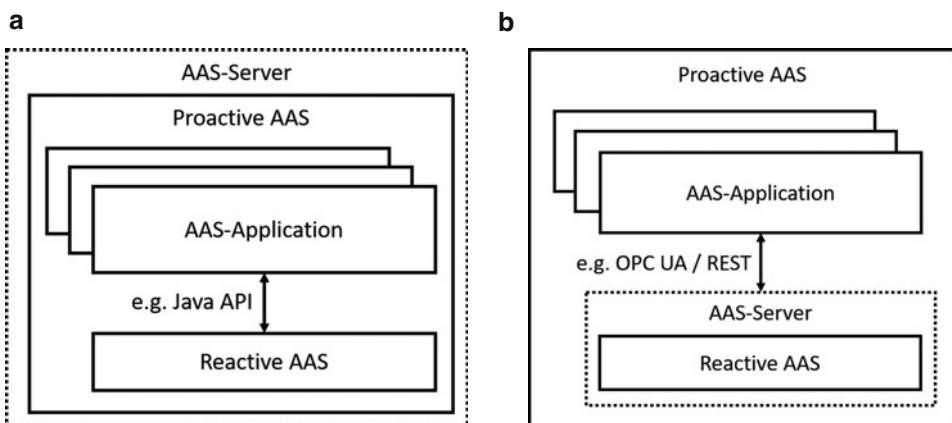 a
AAS-Server
Proactive AAS
AAS-Application
e.g. Java API
Reactive AAS
b
Proactive AAS
AAS-Application
e.g. OPC UA / REST
AAS-Server
Reactive AAS